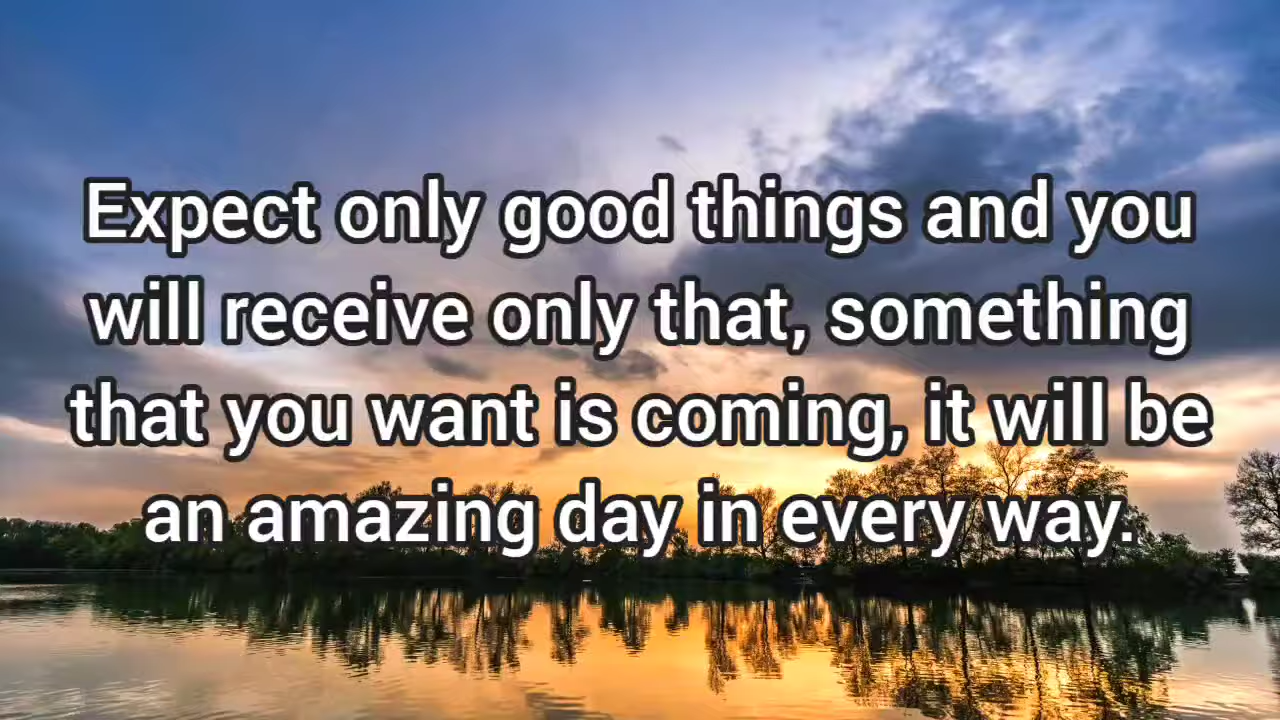 Expect only good things and you
will receive only that, something
that you want is coming, it will be
an amazing day in every way.